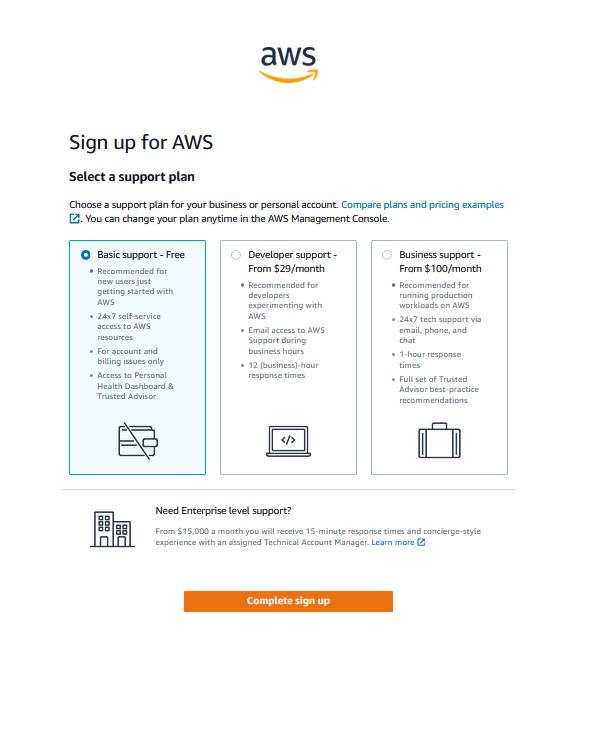 aws
Sign up for AWS
Select a support plan
Choose a support plan for your business or personal account. Compare plans and pricing examples
. You can change your plan anytime in the AWS Management Console.
Basic support - Free
Recommended for
new users just
getting started with
AWS
24x7 self-service
access to AWS
resources
For account and
billing issues only
Access to Personal
Health Dashboard &
Trusted Advisor
Developer support -
From $29/month
Recommended for
developers
experimenting with
AWS
Email access to AWS
Support during
business hours
12 (business)-hour
response times
</>
Business support -
From $100/month
Recommended for
running production
workloads on AWS
24x7 tech support via
email, phone, and
chat
1-hour response
times
Full set of Trusted
Advisor best-practice
recommendations
Need Enterprise level support?
From $15,000 a month you will receive 15-minute response times and concierge-style
experience with an assigned Technical Account Manager. Learn more
Complete sign up